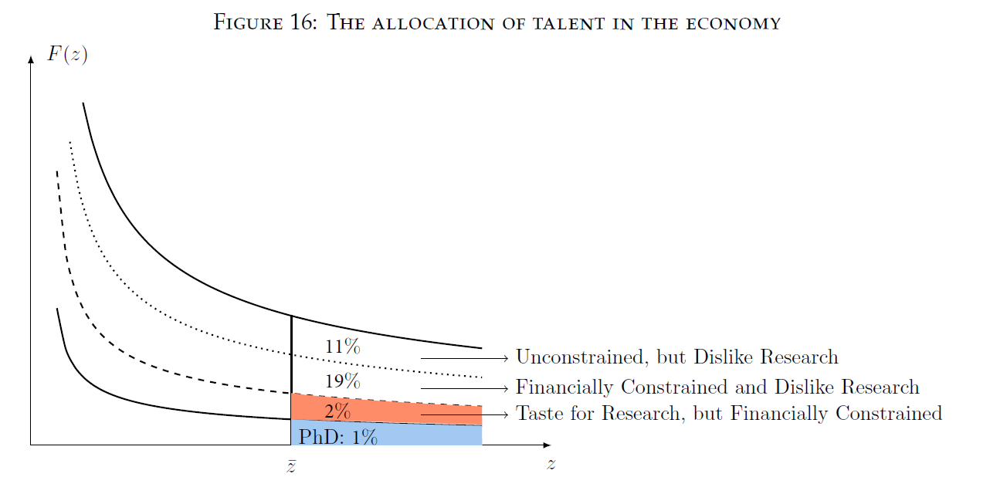 FIGURE 16: THE ALLOCATION OF TALENT IN THE ECONOMY
F(z)
11%
Unconstrained, but Dislike Research
19%
Financially Constrained and Dislike Research
2%
Taste for Research, but Financially Constrained
PhD: 1%
z̄
z